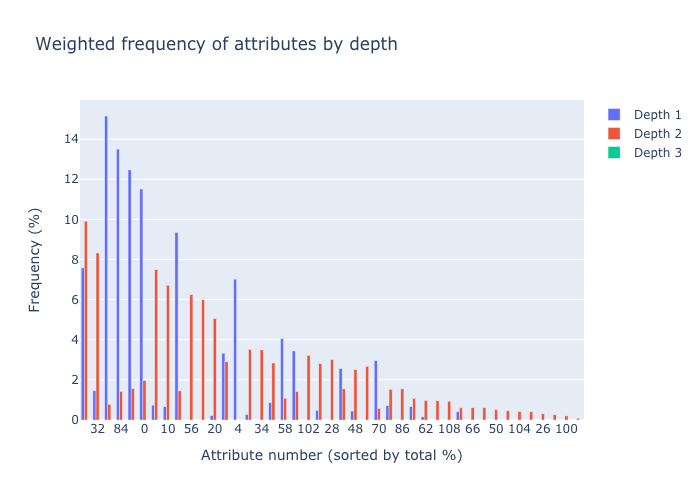 Weighted frequency of attributes by depth
Depth 1
Depth 2
Depth 3
14
12
10
8
6
4
2
0
Frequency (%)
32 84 0 10 56 20 4 34 58 102 28 48 70 86 62 108 66 50 104 26 100
Attribute number (sorted by total %)